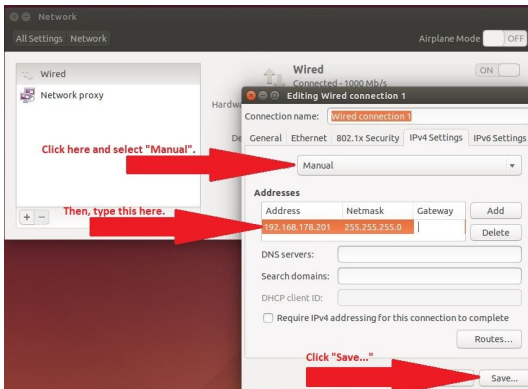 Network
All Settings Network Airplane Mode OFF
Wired
Network proxy
Wired
Connected - 1000 Mb/s
ON
Hardwa
De
Editing Wired connection 1
Connection name: Wired connection 1
General Ethernet 802.1x Security IPv4 Settings IPv6 Settings
Click here and select "Manual".
Manual
Addresses
Address Netmask Gateway Add
Then, type this here.
192.168.178.201 255.255.255.0
Delete
DNS servers:
Search domains:
DHCP client ID:
Require IPv4 addressing for this connection to complete
Routes...
Click "Save..."
Save...